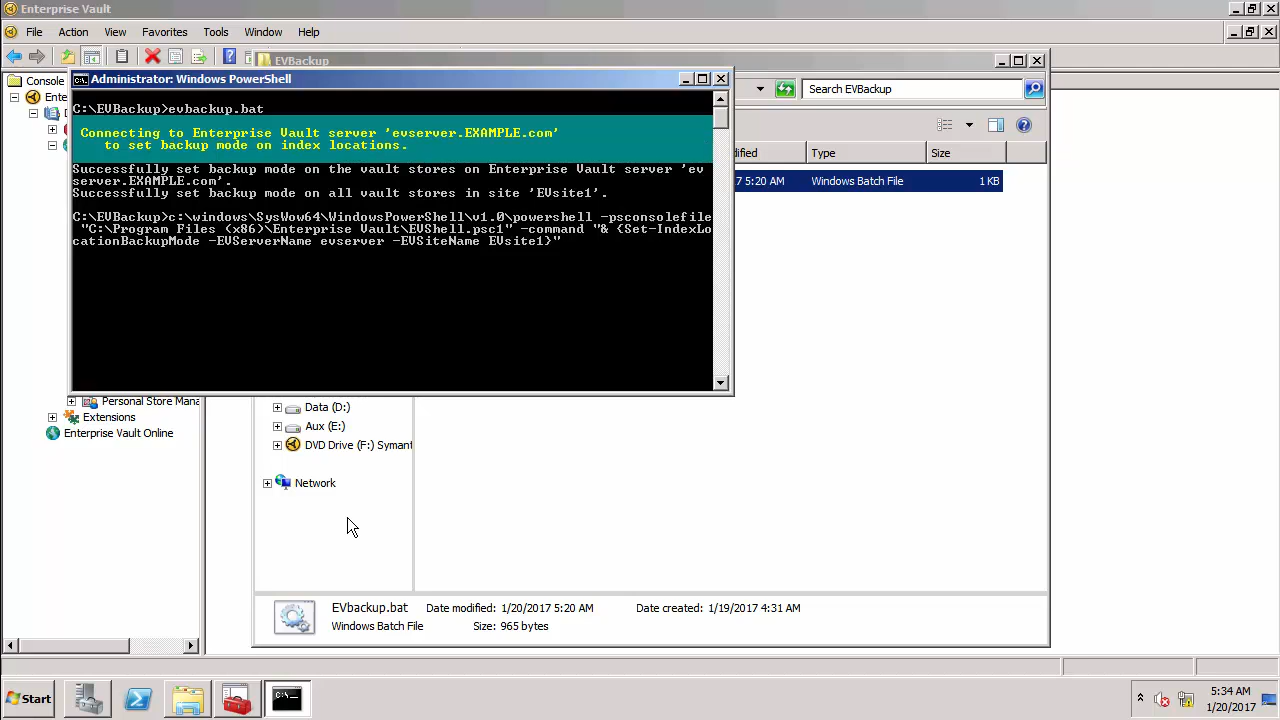 Enterprise Vault
File Action View Favorites Tools Window Help
EVBackup
Console
Ente
Administrator: Windows PowerShell
Search EVBackup
dified Type Size
7 5:20 AM Windows Batch File 1 KB
C:\EVBackup>evbackup.bat
Connecting to Enterprise Vault server 'evserver.EXAMPLE.com'
to set backup mode on index locations.
Successfully set backup mode on the vault stores on Enterprise Vault server 'ev
server.EXAMPLE.com'.
Successfully set backup mode on all vault stores in site 'EVsite1'.
C:\EVBackup>c:\windows\SysWow64\WindowsPowerShell\v1.0\powershell -psconsolefile
"C:\Program Files (x86)\Enterprise Vault\EVShell.psc1" -command "& {Set-IndexLo
cationBackupMode -EVServerName evserver -EVSiteName EVsite1}"
Personal Store Mana
Extensions
Enterprise Vault Online
Data (D:)
Aux (E:)
DVD Drive (F:) Symant
Network
EVbackup.bat Date modified: 1/20/2017 5:20 AM Date created: 1/19/2017 4:31 AM
Windows Batch File Size: 965 bytes
Start
5:34 AM
1/20/2017